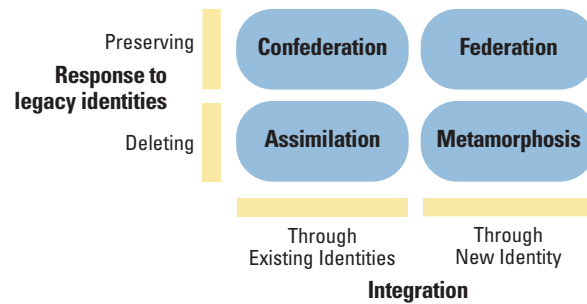 Preserving
Confederation
Federation
Response to
legacy identities
Deleting
Assimilation
Metamorphosis
Through
Existing Identities
Through
New Identity
Integration